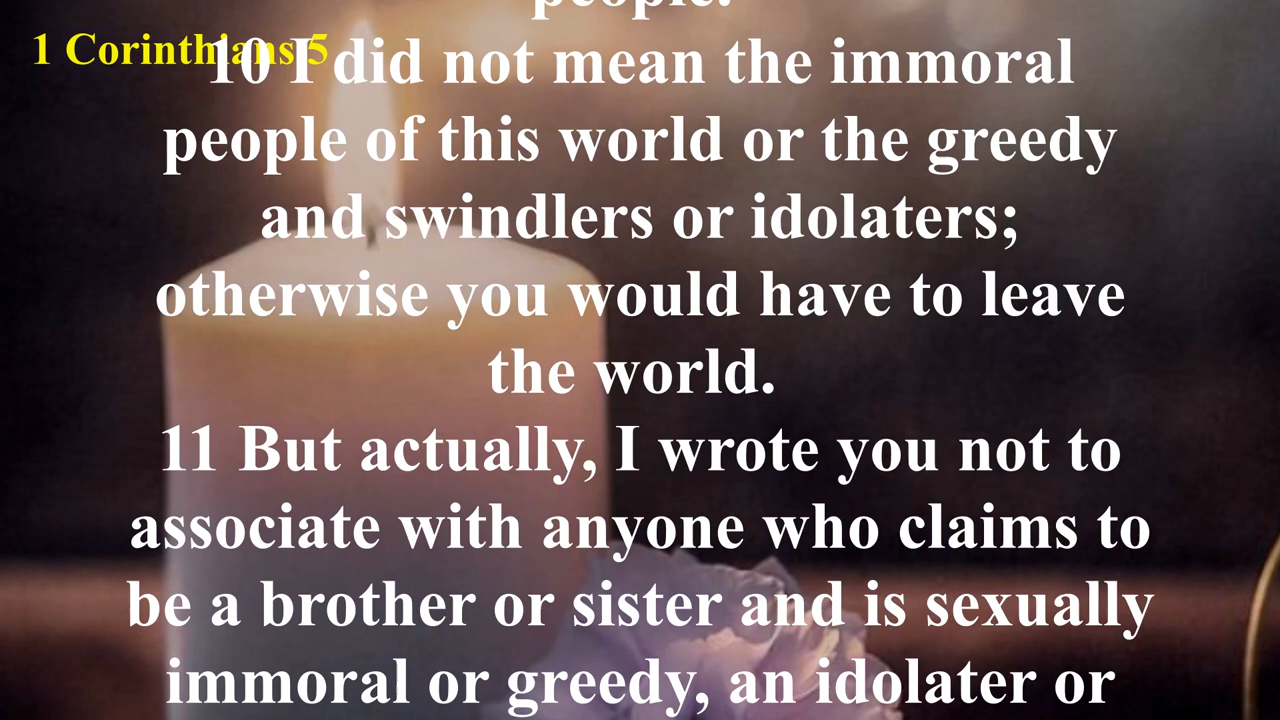 people.
1 Corinthians 5
10 I did not mean the immoral
people of this world or the greedy
and swindlers or idolaters;
otherwise you would have to leave
the world.
11 But actually, I wrote you not to
associate with anyone who claims to
be a brother or sister and is sexually
immoral or greedy, an idolater or